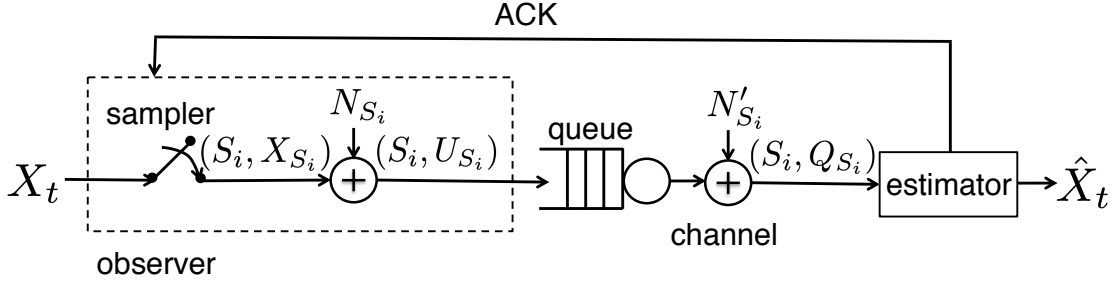 ACK
sampler
N_{S_i}
queue
N'_{S_i}
X_t
(S_i, X_{S_i})
+
(S_i, U_{S_i})
+
(S_i, Q_{S_i})
estimator
\hat{X}_t
channel
observer